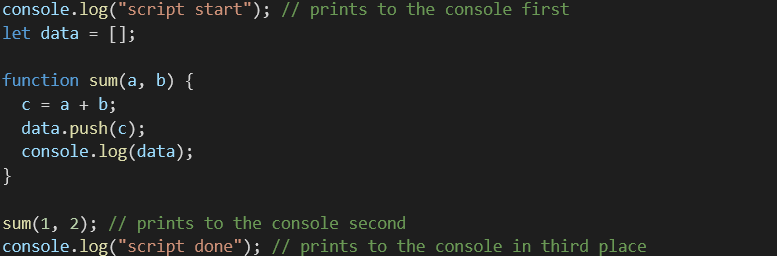 console.log("script start"); // prints to the console first
let data = [];

function sum(a, b) {
  c = a + b;
  data.push(c);
  console.log(data);
}

sum(1, 2); // prints to the console second
console.log("script done"); // prints to the console in third place